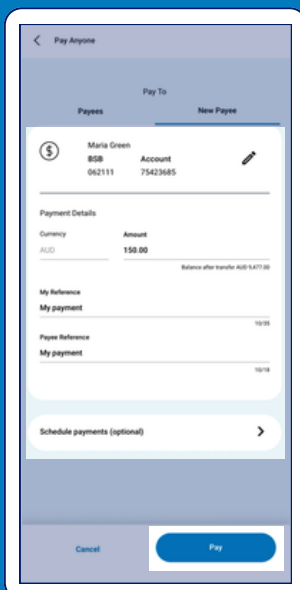 Pay Anyone
Pay To
Payees New Payee
Maria Green
BSB Account
062111 75423685
Payment Details
Currency Amount
AUD 150.00
Balance after transfer AUD 9,477.00
My Reference
My payment
10/35
Payee Reference
My payment
10/18
Schedule payments (optional)
Cancel Pay